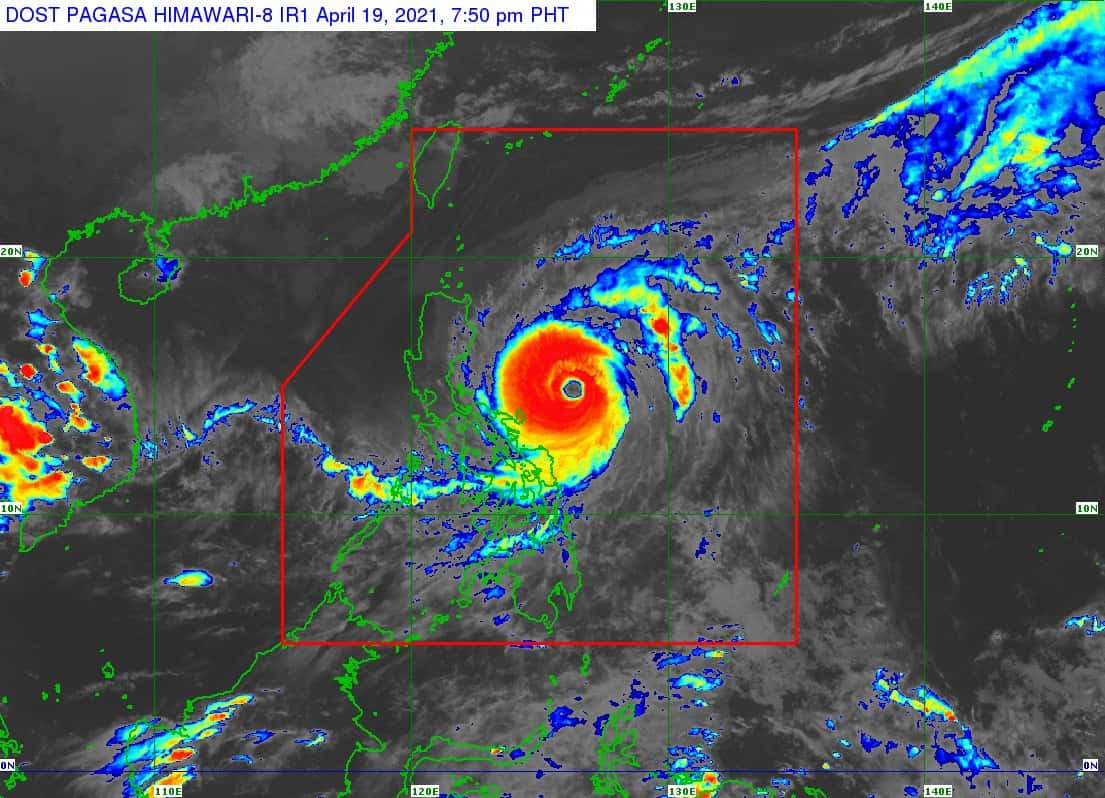 DOST PAGASA HIMAWARI-8 IR1 April 19, 2021, 7:50 pm PHT
130E 140E
20N 20N
10N 10N
0N 0N
110E 120E 130E 140E